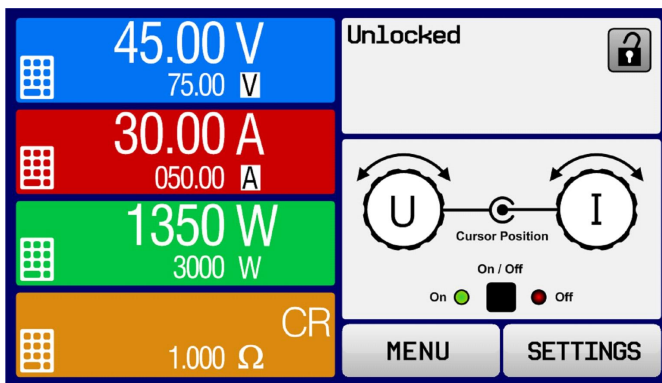 45.00 V
75.00 V
30.00 A
050.00 A
1350 W
3000 W
CR
1.000 Ω
Unlocked
U
I
Cursor Position
On / Off
On
Off
MENU
SETTINGS